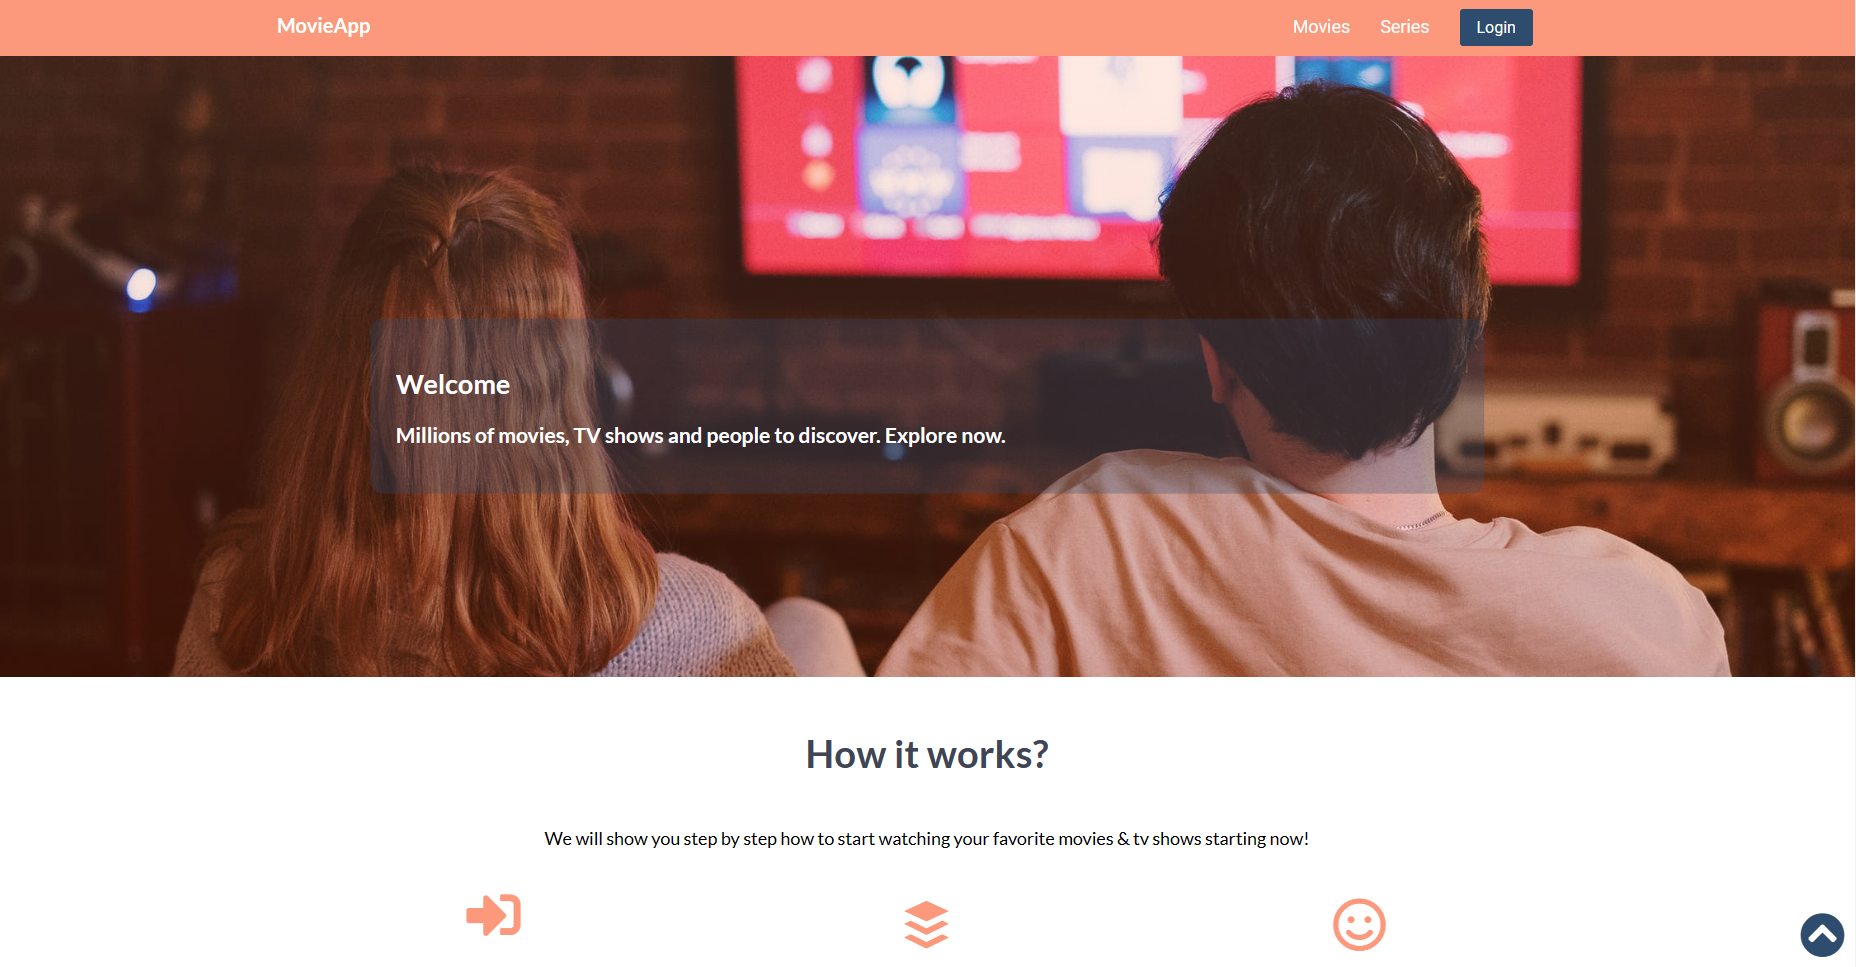 MovieApp
Movies
Series
Login
Welcome
Millions of movies, TV shows and people to discover. Explore now.
How it works?
We will show you step by step how to start watching your favorite movies & tv shows starting now!